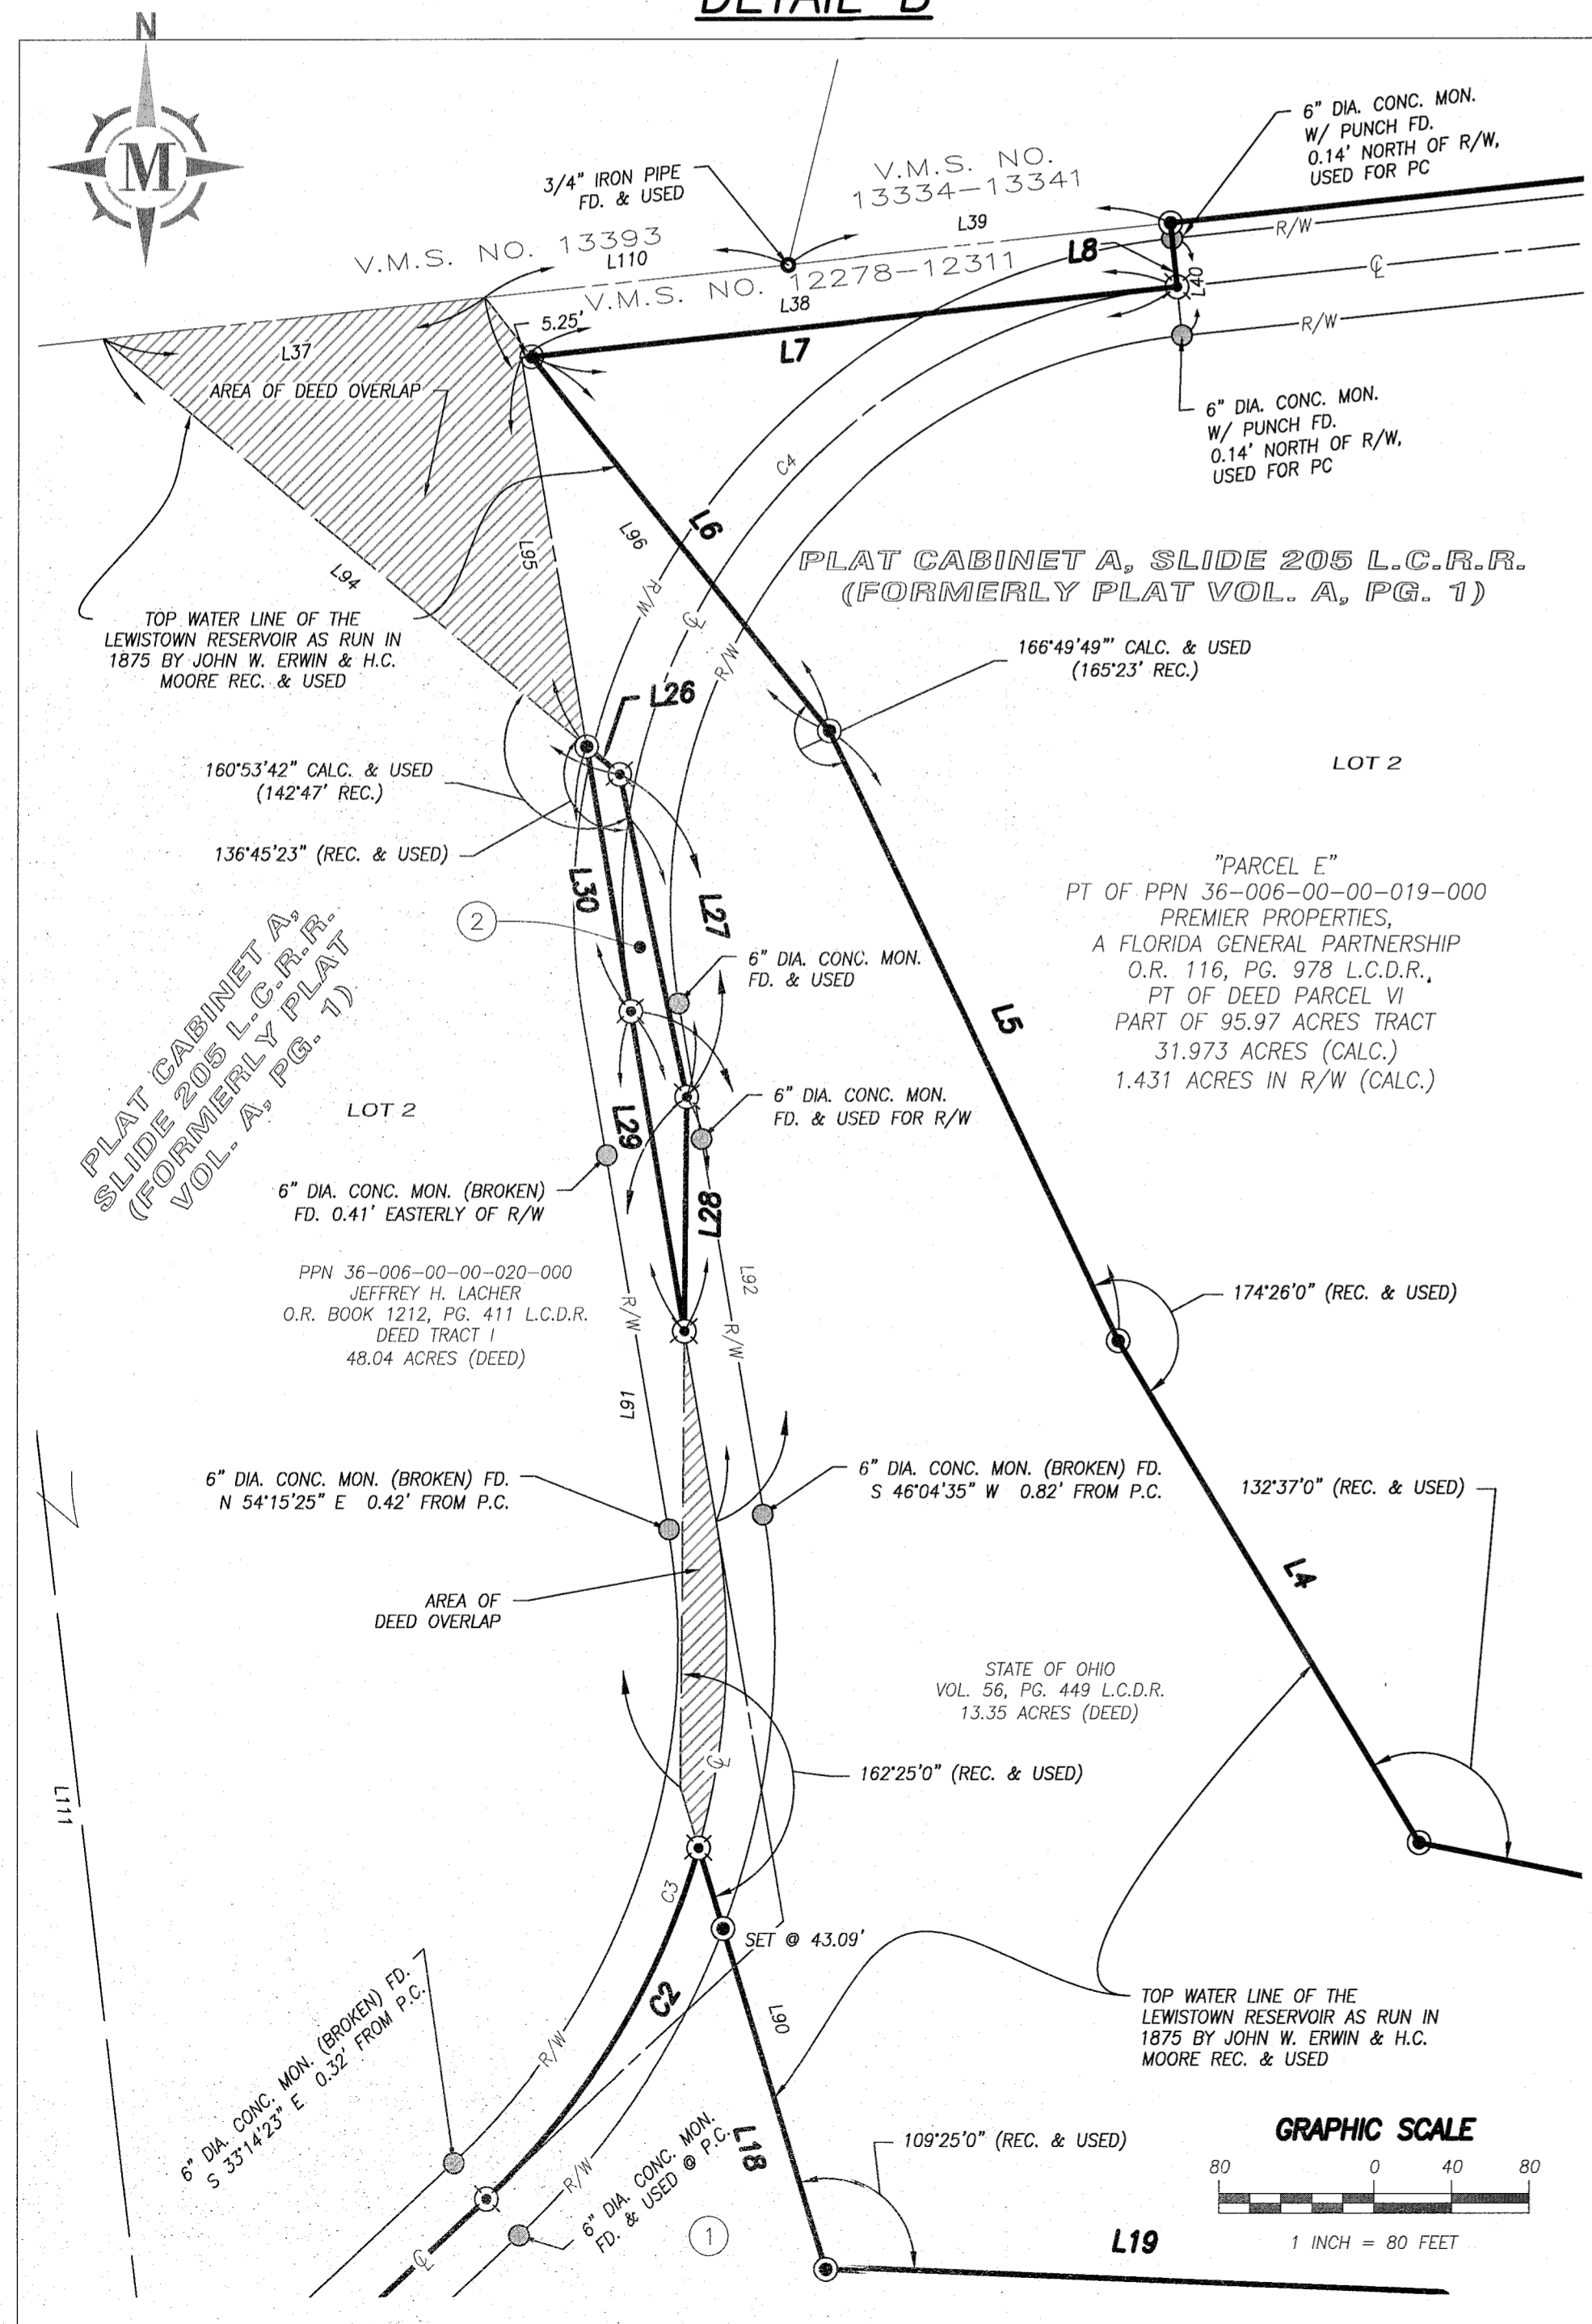 DETAIL "B"
N
M
6" DIA. CONC. MON.
W/ PUNCH FD.
0.14' NORTH OF R/W,
USED FOR PC
3/4" IRON PIPE
FD. & USED
V.M.S. NO.
13334-13341
L39
R/W
V.M.S. NO. 13393
L110
L8
L40
V.M.S. NO. 12278-12311
L38
5.25'
R/W
L37
L7
AREA OF DEED OVERLAP
6" DIA. CONC. MON.
W/ PUNCH FD.
0.14' NORTH OF R/W,
USED FOR PC
C4
L96
L6
L95
L94
R/W
R/W
PLAT CABINET A, SLIDE 205 L.C.R.R.
(FORMERLY PLAT VOL. A, PG. 1)
TOP WATER LINE OF THE
LEWISTOWN RESERVOIR AS RUN IN
1875 BY JOHN W. ERWIN & H.C.
MOORE REC. & USED
166°49'49"' CALC. & USED
(165°23' REC.)
L26
LOT 2
160°53'42" CALC. & USED
(142°47' REC.)
136°45'23" (REC. & USED)
"PARCEL E"
PT OF PPN 36-006-00-00-019-000
PREMIER PROPERTIES,
A FLORIDA GENERAL PARTNERSHIP
O.R. 116, PG. 978 L.C.D.R.,
PT OF DEED PARCEL VI
PART OF 95.97 ACRES TRACT
31.973 ACRES (CALC.)
1.431 ACRES IN R/W (CALC.)
L30
L27
2
6" DIA. CONC. MON.
FD. & USED
L5
PLAT CABINET A,
SLIDE 205 L.C.R.R.
(FORMERLY PLAT
VOL. A, PG. 1)
LOT 2
L29
6" DIA. CONC. MON.
FD. & USED FOR R/W
6" DIA. CONC. MON. (BROKEN)
FD. 0.41' EASTERLY OF R/W
L28
PPN 36-006-00-00-020-000
JEFFREY H. LACHER
O.R. BOOK 1212, PG. 411 L.C.D.R.
DEED TRACT I
48.04 ACRES (DEED)
L92
R/W
R/W
174°26'0" (REC. & USED)
L91
6" DIA. CONC. MON. (BROKEN) FD.
N 54°15'25" E 0.42' FROM P.C.
6" DIA. CONC. MON. (BROKEN) FD.
S 46°04'35" W 0.82' FROM P.C.
132°37'0" (REC. & USED)
L4
AREA OF
DEED OVERLAP
STATE OF OHIO
VOL. 56, PG. 449 L.C.D.R.
13.35 ACRES (DEED)
162°25'0" (REC. & USED)
L111
C3
SET @ 43.09'
C2
L90
6" DIA. CONC. MON. (BROKEN) FD.
S 33°14'23" E 0.32' FROM P.C.
R/W
TOP WATER LINE OF THE
LEWISTOWN RESERVOIR AS RUN IN
1875 BY JOHN W. ERWIN & H.C.
MOORE REC. & USED
R/W
6" DIA. CONC. MON.
FD. & USED @ P.C.
L18
1
109°25'0" (REC. & USED)
L19
GRAPHIC SCALE
80 0 40 80
1 INCH = 80 FEET